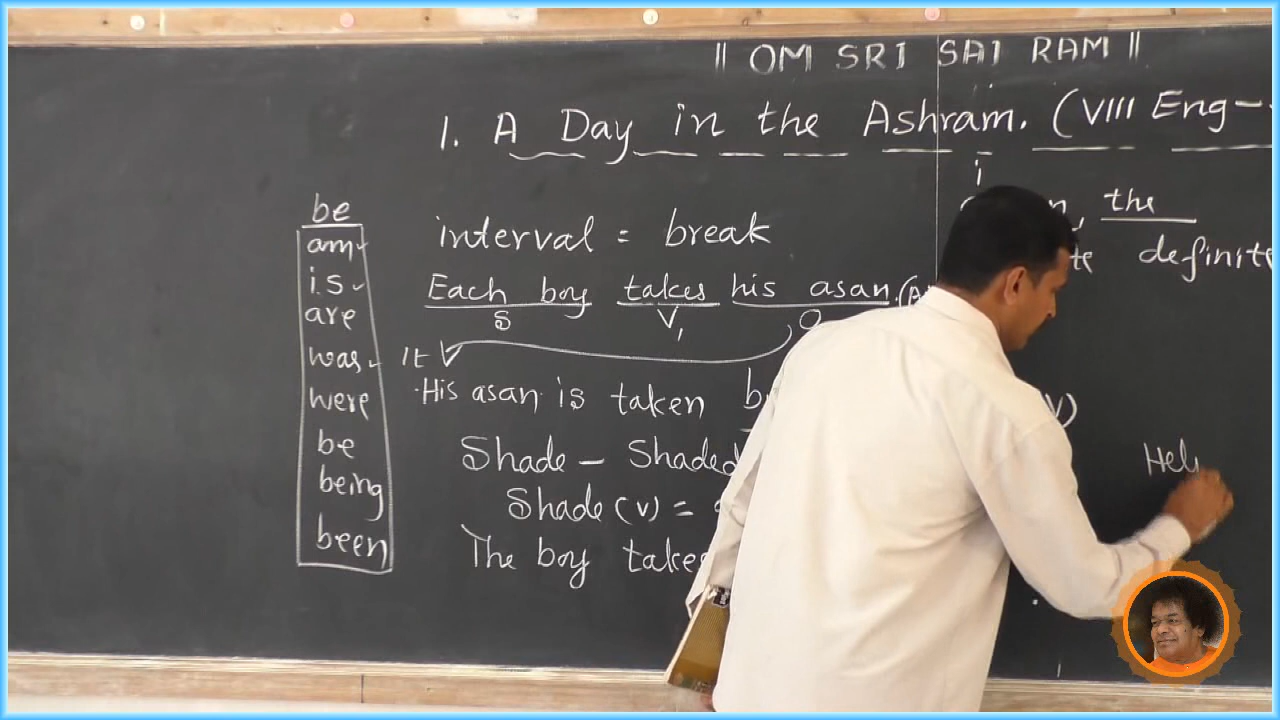 || OM SRI SAI RAM ||
1. A Day in the Ashram. (VIII Eng-
i
the
definite
be
am
is
are
was
were
be
being
been
interval = break
Each boy takes his asan.
S V₁ O
It
His asan is taken
Shade - Shaded
Shade (v) =
The boy takes
V)